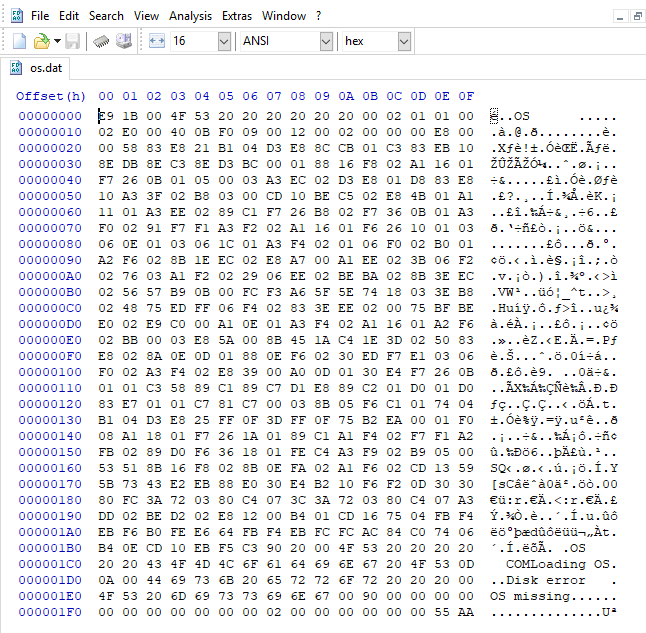 File Edit Search View Analysis Extras Window ?
16 ANSI hex
os.dat
Offset(h) 00 01 02 03 04 05 06 07 08 09 0A 0B 0C 0D 0E 0F
00000000 E9 1B 00 4F 53 20 20 20 20 20 20 00 02 01 01 00 é..OS      .....
00000010 02 E0 00 40 0B F0 09 00 12 00 02 00 00 00 E8 00 .à.@.ð........è.
00000020 00 58 83 E8 21 B1 04 D3 E8 8C CB 01 C3 83 EB 10 .Xƒè!±.ÓèŒË.Ãƒë.
00000030 8E DB 8E C3 8E D3 BC 00 01 88 16 F8 02 A1 16 01 ŽÛŽÃŽÓ¼..ˆ.ø.¡..
00000040 F7 26 0B 01 05 00 03 A3 EC 02 D3 E8 01 D8 83 E8 ÷&.....£ì.Óè.Øƒè
00000050 10 A3 3F 02 B8 03 00 CD 10 BE C5 02 E8 4B 01 A1 .£?.¸..Í.¾Å.èK.¡
00000060 11 01 A3 EE 02 89 C1 F7 26 B8 02 F7 36 0B 01 A3 ..£î.‰Á÷&¸.÷6..£
00000070 F0 02 91 F7 F1 A3 F2 02 A1 16 01 F6 26 10 01 03 ð.‘÷ñ£ò.¡..ö&...
00000080 06 0E 01 03 06 1C 01 A3 F4 02 01 06 F0 02 B0 01 .......£ô...ð.°.
00000090 A2 F6 02 8B 1E EC 02 E8 A7 00 A1 EE 02 3B 06 F2 ¢ö.‹.ì.è§.¡î.;.ò
000000A0 02 76 03 A1 F2 02 29 06 EE 02 BE BA 02 8B 3E EC .v.¡ò.).î.¾º.‹>ì
000000B0 02 56 57 B9 0B 00 FC F3 A6 5F 5E 74 18 03 3E B8 .VW¹..üó¦_^t..>¸
000000C0 02 48 75 ED FF 06 F4 02 83 3E EE 02 00 75 BF BE .Huíÿ.ô.ƒ>î..u¿¾
000000D0 E0 02 E9 C0 00 A1 0E 01 A3 F4 02 A1 16 01 A2 F6 à.éÀ.¡..£ô.¡..¢ö
000000E0 02 BB 00 03 E8 5A 00 8B 45 1A C4 1E 3D 02 50 83 .»..èZ.‹E.Ä.=.Pƒ
000000F0 E8 02 8A 0E 0D 01 88 0E F6 02 30 ED F7 E1 03 06 è.Š...ˆ.ö.0í÷á..
00000100 F0 02 A3 F4 02 E8 39 00 A0 0D 01 30 E4 F7 26 0B ð.£ô.è9. ..0ä÷&.
00000110 01 01 C3 58 89 C1 89 C7 D1 E8 89 C2 01 D0 01 D0 ..ÃX‰Á‰ÇÑè‰Â.Ð.Ð
00000120 83 E7 01 01 C7 81 C7 00 03 8B 05 F6 C1 01 74 04 ƒç..Ç.Ç..‹.öÁ.t.
00000130 B1 04 D3 E8 25 FF 0F 3D FF 0F 75 B2 EA 00 01 F0 ±.Óè%ÿ.=ÿ.u²ê..ð
00000140 08 A1 18 01 F7 26 1A 01 89 C1 A1 F4 02 F7 F1 A2 .¡..÷&..‰Á¡ô.÷ñ¢
00000150 FB 02 89 D0 F6 36 18 01 FE C4 A3 F9 02 B9 05 00 û.‰Ðö6..þÄ£ù.¹..
00000160 53 51 8B 16 F8 02 8B 0E FA 02 A1 F6 02 CD 13 59 SQ‹.ø.‹.ú.¡ö.Í.Y
00000170 5B 73 43 E2 EB 88 E0 30 E4 B2 10 F6 F2 0D 30 30 [sCâëˆà0ä².öò.00
00000180 80 FC 3A 72 03 80 C4 07 3C 3A 72 03 80 C4 07 A3 €ü:r.€Ä.<:r.€Ä.£
00000190 DD 02 BE D2 02 E8 12 00 B4 01 CD 16 75 04 FB F4 Ý.¾Ò.è..´.Í.u.ûô
000001A0 EB F6 B0 FE E6 64 FB F4 EB FC FC AC 84 C0 74 06 ëö°þædûôëüü¬„Àt.
000001B0 B4 0E CD 10 EB F5 C3 90 20 00 4F 53 20 20 20 20 ´.Í.ëõÃ. .OS
000001C0 20 20 43 4F 4D 4C 6F 61 64 69 6E 67 20 4F 53 0D   COMLoading OS.
000001D0 0A 00 44 69 73 6B 20 65 72 72 6F 72 20 20 20 00 ..Disk error   .
000001E0 4F 53 20 6D 69 73 73 69 6E 67 00 90 00 00 00 00 OS missing......
000001F0 00 00 00 00 00 00 00 02 00 00 00 00 00 00 55 AA ..............Uª